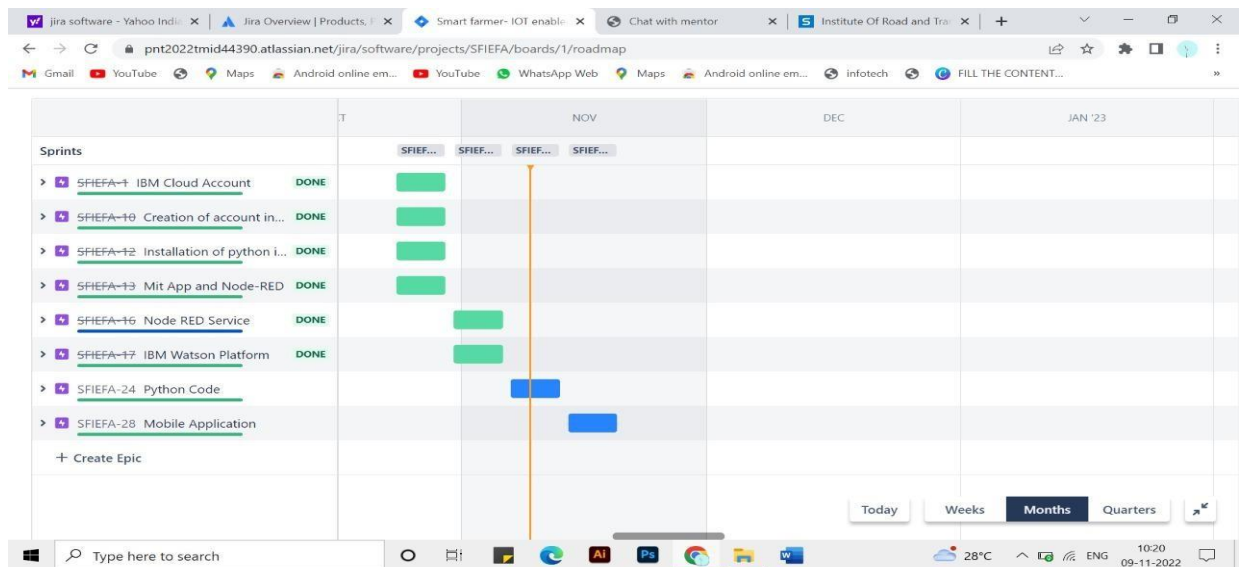 jira software - Yahoo Indi
Jira Overview | Products,
Smart farmer- IOT enable
Chat with mentor
Institute Of Road and Tra
pnt2022tmid44390.atlassian.net/jira/software/projects/SFIEFA/boards/1/roadmap
Gmail YouTube Maps Android online em... YouTube WhatsApp Web Maps Android online em... infotech FILL THE CONTENT...
NOV DEC JAN '23
Sprints SFIEF... SFIEF... SFIEF... SFIEF...
SFIEFA-1 IBM Cloud Account DONE
SFIEFA-10 Creation of account in... DONE
SFIEFA-12 Installation of python i... DONE
SFIEFA-13 Mit App and Node-RED DONE
SFIEFA-16 Node RED Service DONE
SFIEFA-17 IBM Watson Platform DONE
SFIEFA-24 Python Code
SFIEFA-28 Mobile Application
+ Create Epic
Today Weeks Months Quarters
Type here to search Ai Ps W 28°C ENG 10:20
09-11-2022